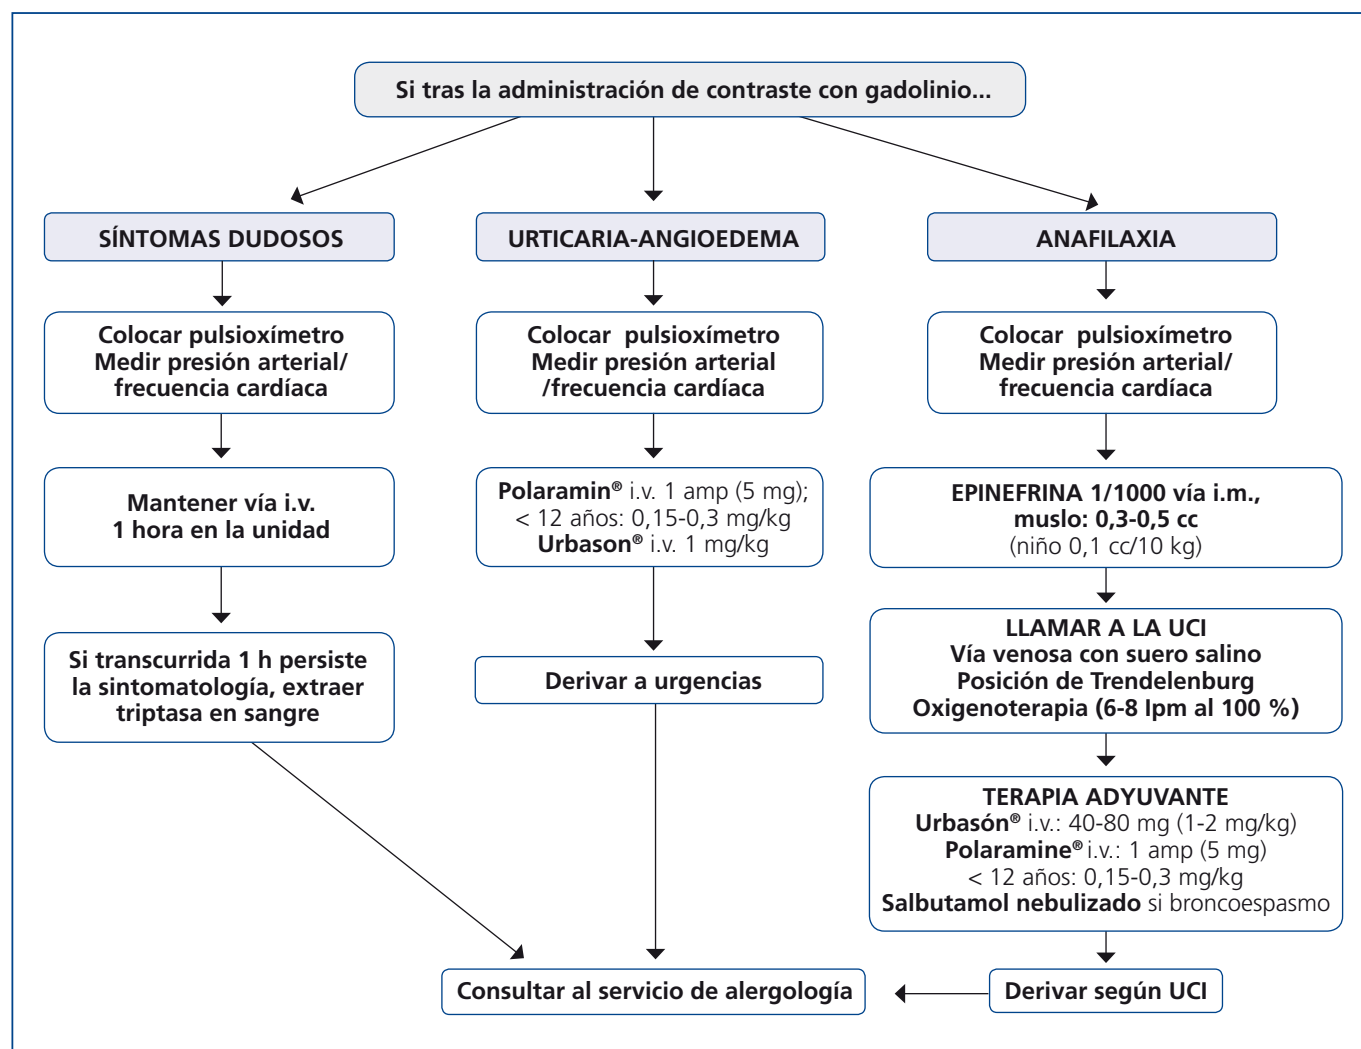 Si tras la administración de contraste con gadolinio...
SÍNTOMAS DUDOSOS
Colocar pulsioxímetro
Medir presión arterial/
frecuencia cardíaca
Mantener vía i.v.
1 hora en la unidad
Si transcurrida 1 h persiste
la sintomatología, extraer
triptasa en sangre
URTICARIA-ANGIOEDEMA
Colocar pulsioxímetro
Medir presión arterial
/frecuencia cardíaca
Polaramin® i.v. 1 amp (5 mg);
< 12 años: 0,15-0,3 mg/kg
Urbason® i.v. 1 mg/kg
Derivar a urgencias
ANAFILAXIA
Colocar pulsioxímetro
Medir presión arterial/
frecuencia cardíaca
EPINEFRINA 1/1000 vía i.m.,
muslo: 0,3-0,5 cc
(niño 0,1 cc/10 kg)
LLAMAR A LA UCI
Vía venosa con suero salino
Posición de Trendelenburg
Oxigenoterapia (6-8 Ipm al 100 %)
TERAPIA ADYUVANTE
Urbasón® i.v.: 40-80 mg (1-2 mg/kg)
Polaramine® i.v.: 1 amp (5 mg)
< 12 años: 0,15-0,3 mg/kg
Salbutamol nebulizado si broncoespasmo
Derivar según UCI
Consultar al servicio de alergología